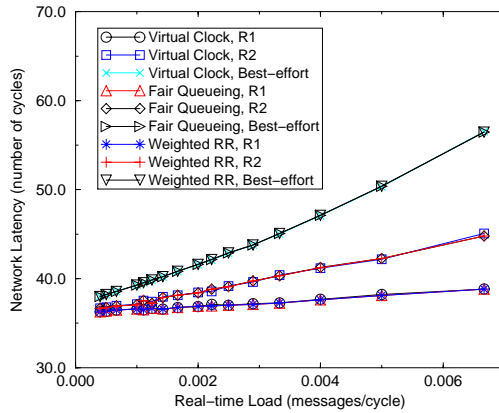 70.0
60.0
50.0
40.0
30.0
Network Latency (number of cycles)
Virtual Clock, R1
Virtual Clock, R2
Virtual Clock, Best−effort
Fair Queueing, R1
Fair Queueing, R2
Fair Queueing, Best−effort
Weighted RR, R1
Weighted RR, R2
Weighted RR, Best−effort
0.000 0.002 0.004 0.006
Real−time Load (messages/cycle)